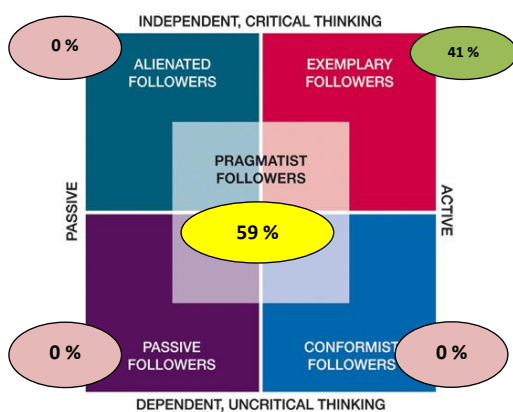 INDEPENDENT, CRITICAL THINKING
0 %
41 %
ALIENATED
FOLLOWERS
EXEMPLARY
FOLLOWERS
PRAGMATIST
FOLLOWERS
PASSIVE
ACTIVE
59 %
0 %
0 %
PASSIVE
FOLLOWERS
CONFORMIST
FOLLOWERS
DEPENDENT, UNCRITICAL THINKING